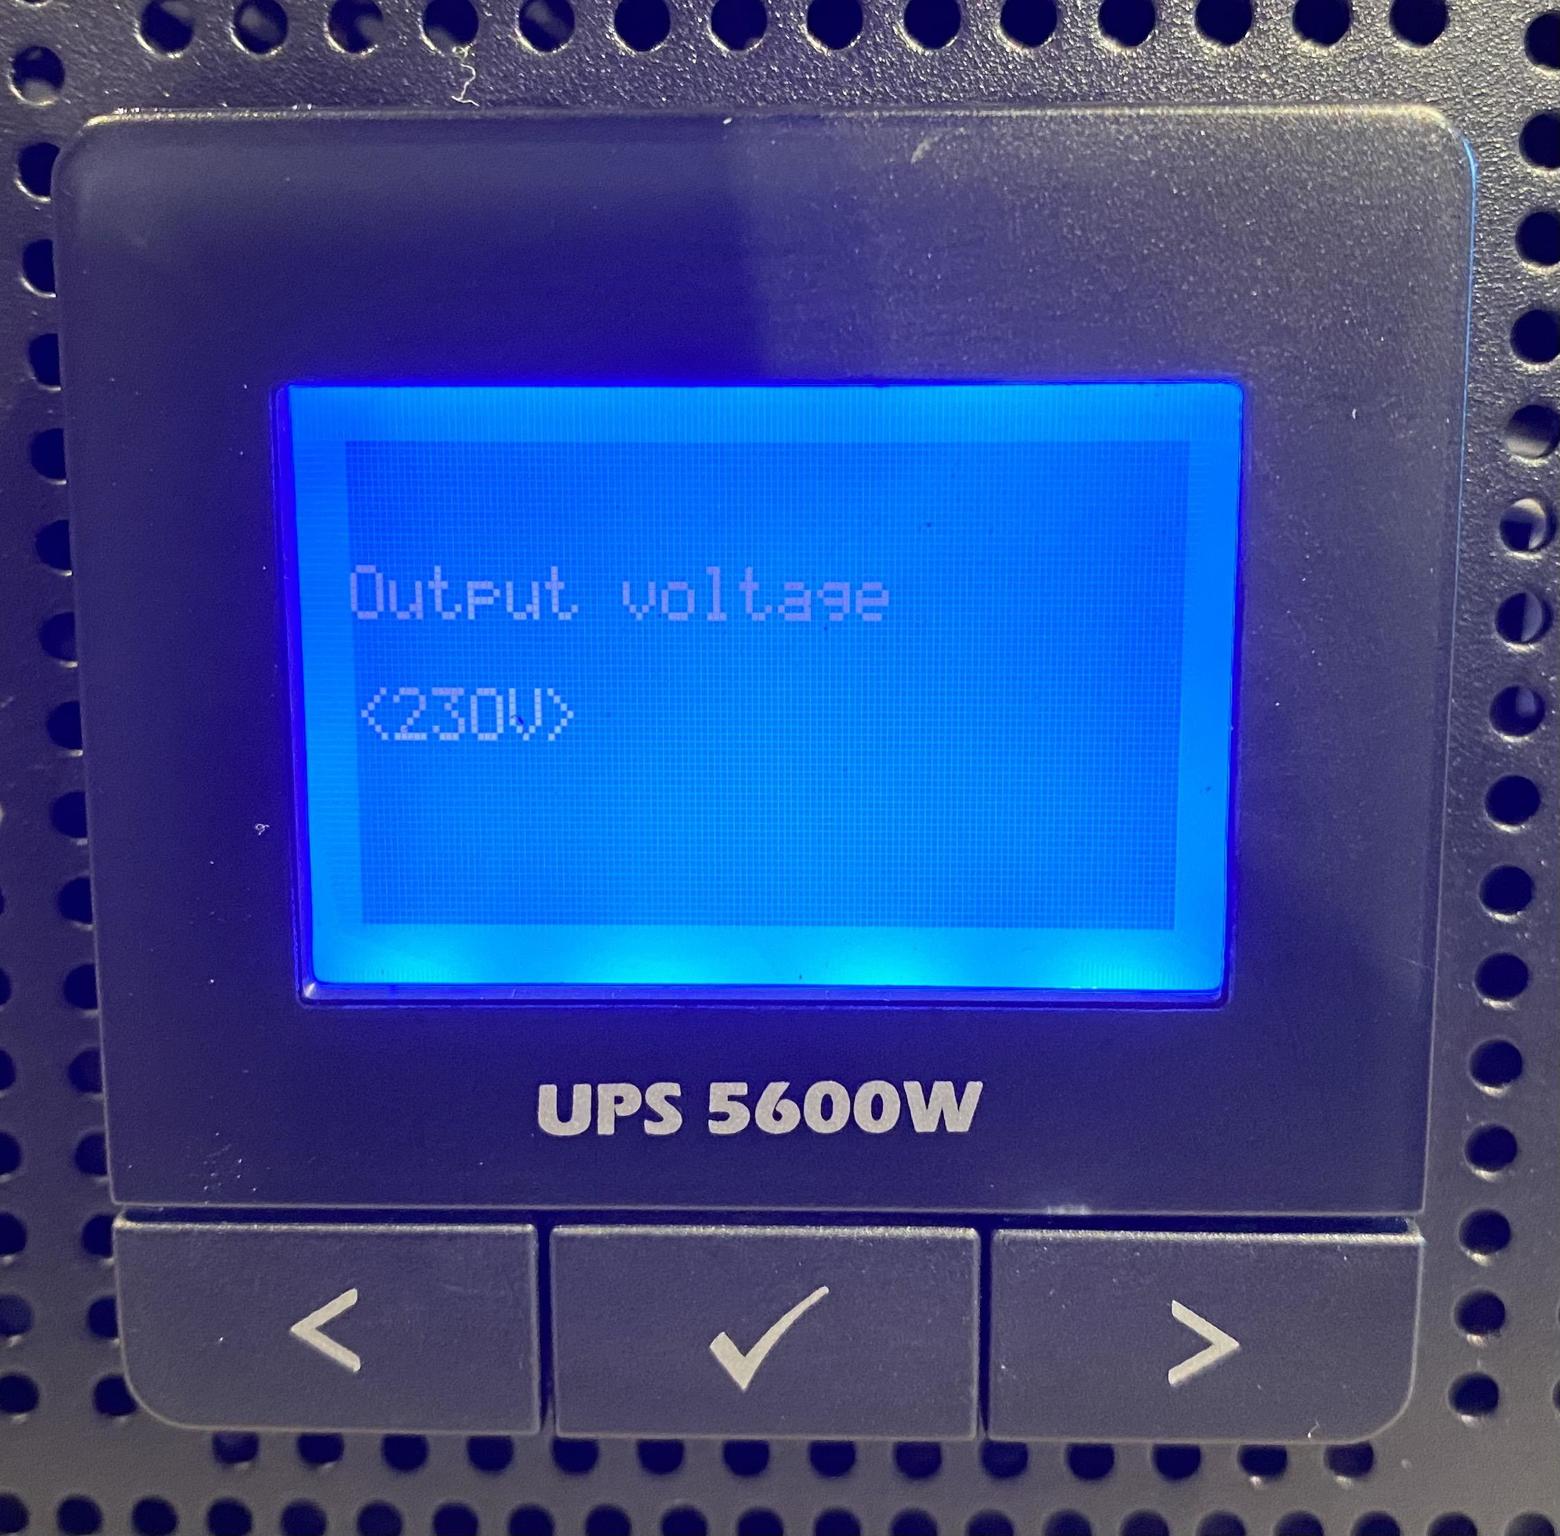 Output voltage
<230V>
UPS 5600W
< ✓ >